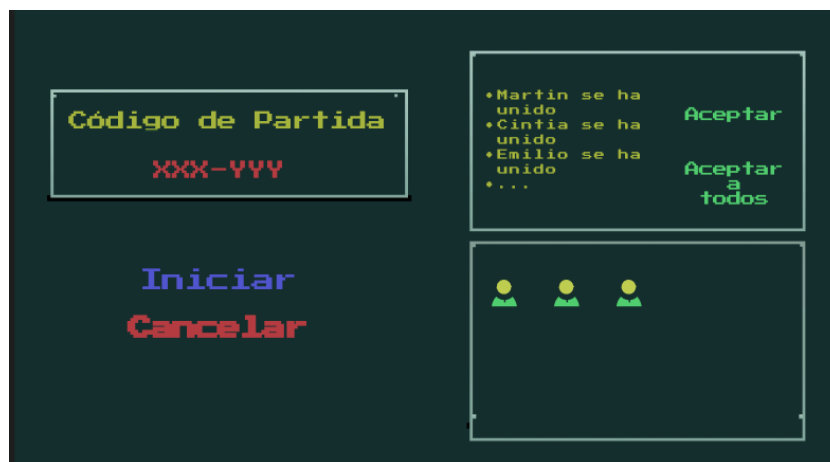 Código de Partida
XXX-YYY
Iniciar
Cancelar
•Martin se ha
unido
•Cintia se ha
unido
•Emilio se ha
unido
•...
Aceptar
Aceptar
a
todos